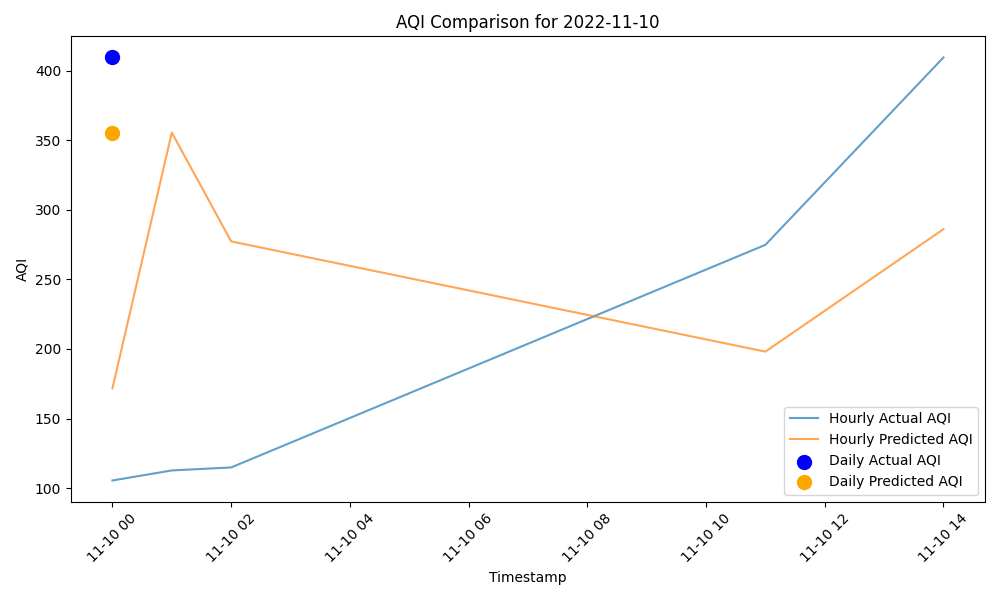 AQI Comparison for 2022-11-10
AQI
400
350
300
250
200
150
100
11-10 00
11-10 02
11-10 04
11-10 06
11-10 08
11-10 10
11-10 12
11-10 14
Timestamp
Hourly Actual AQI
Hourly Predicted AQI
Daily Actual AQI
Daily Predicted AQI